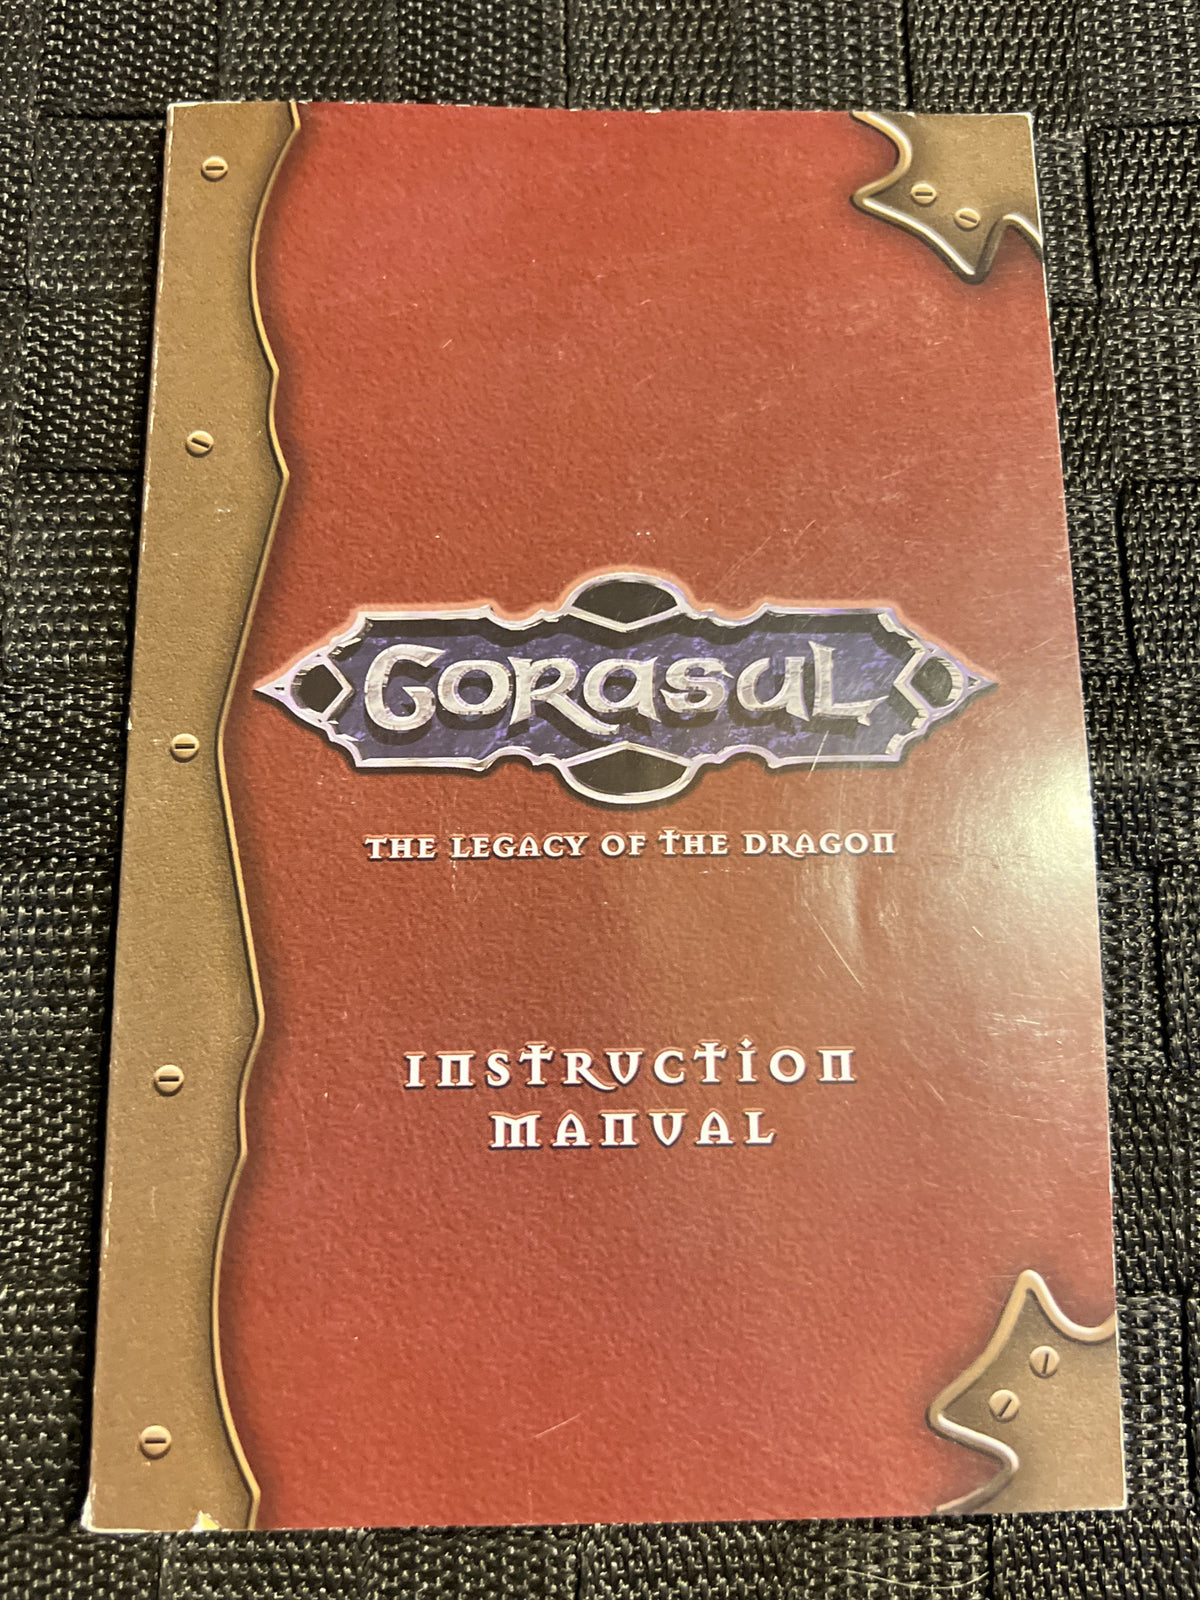 GORASUL
THE LEGACY OF THE DRAGON
INSTRUCTION
MANUAL